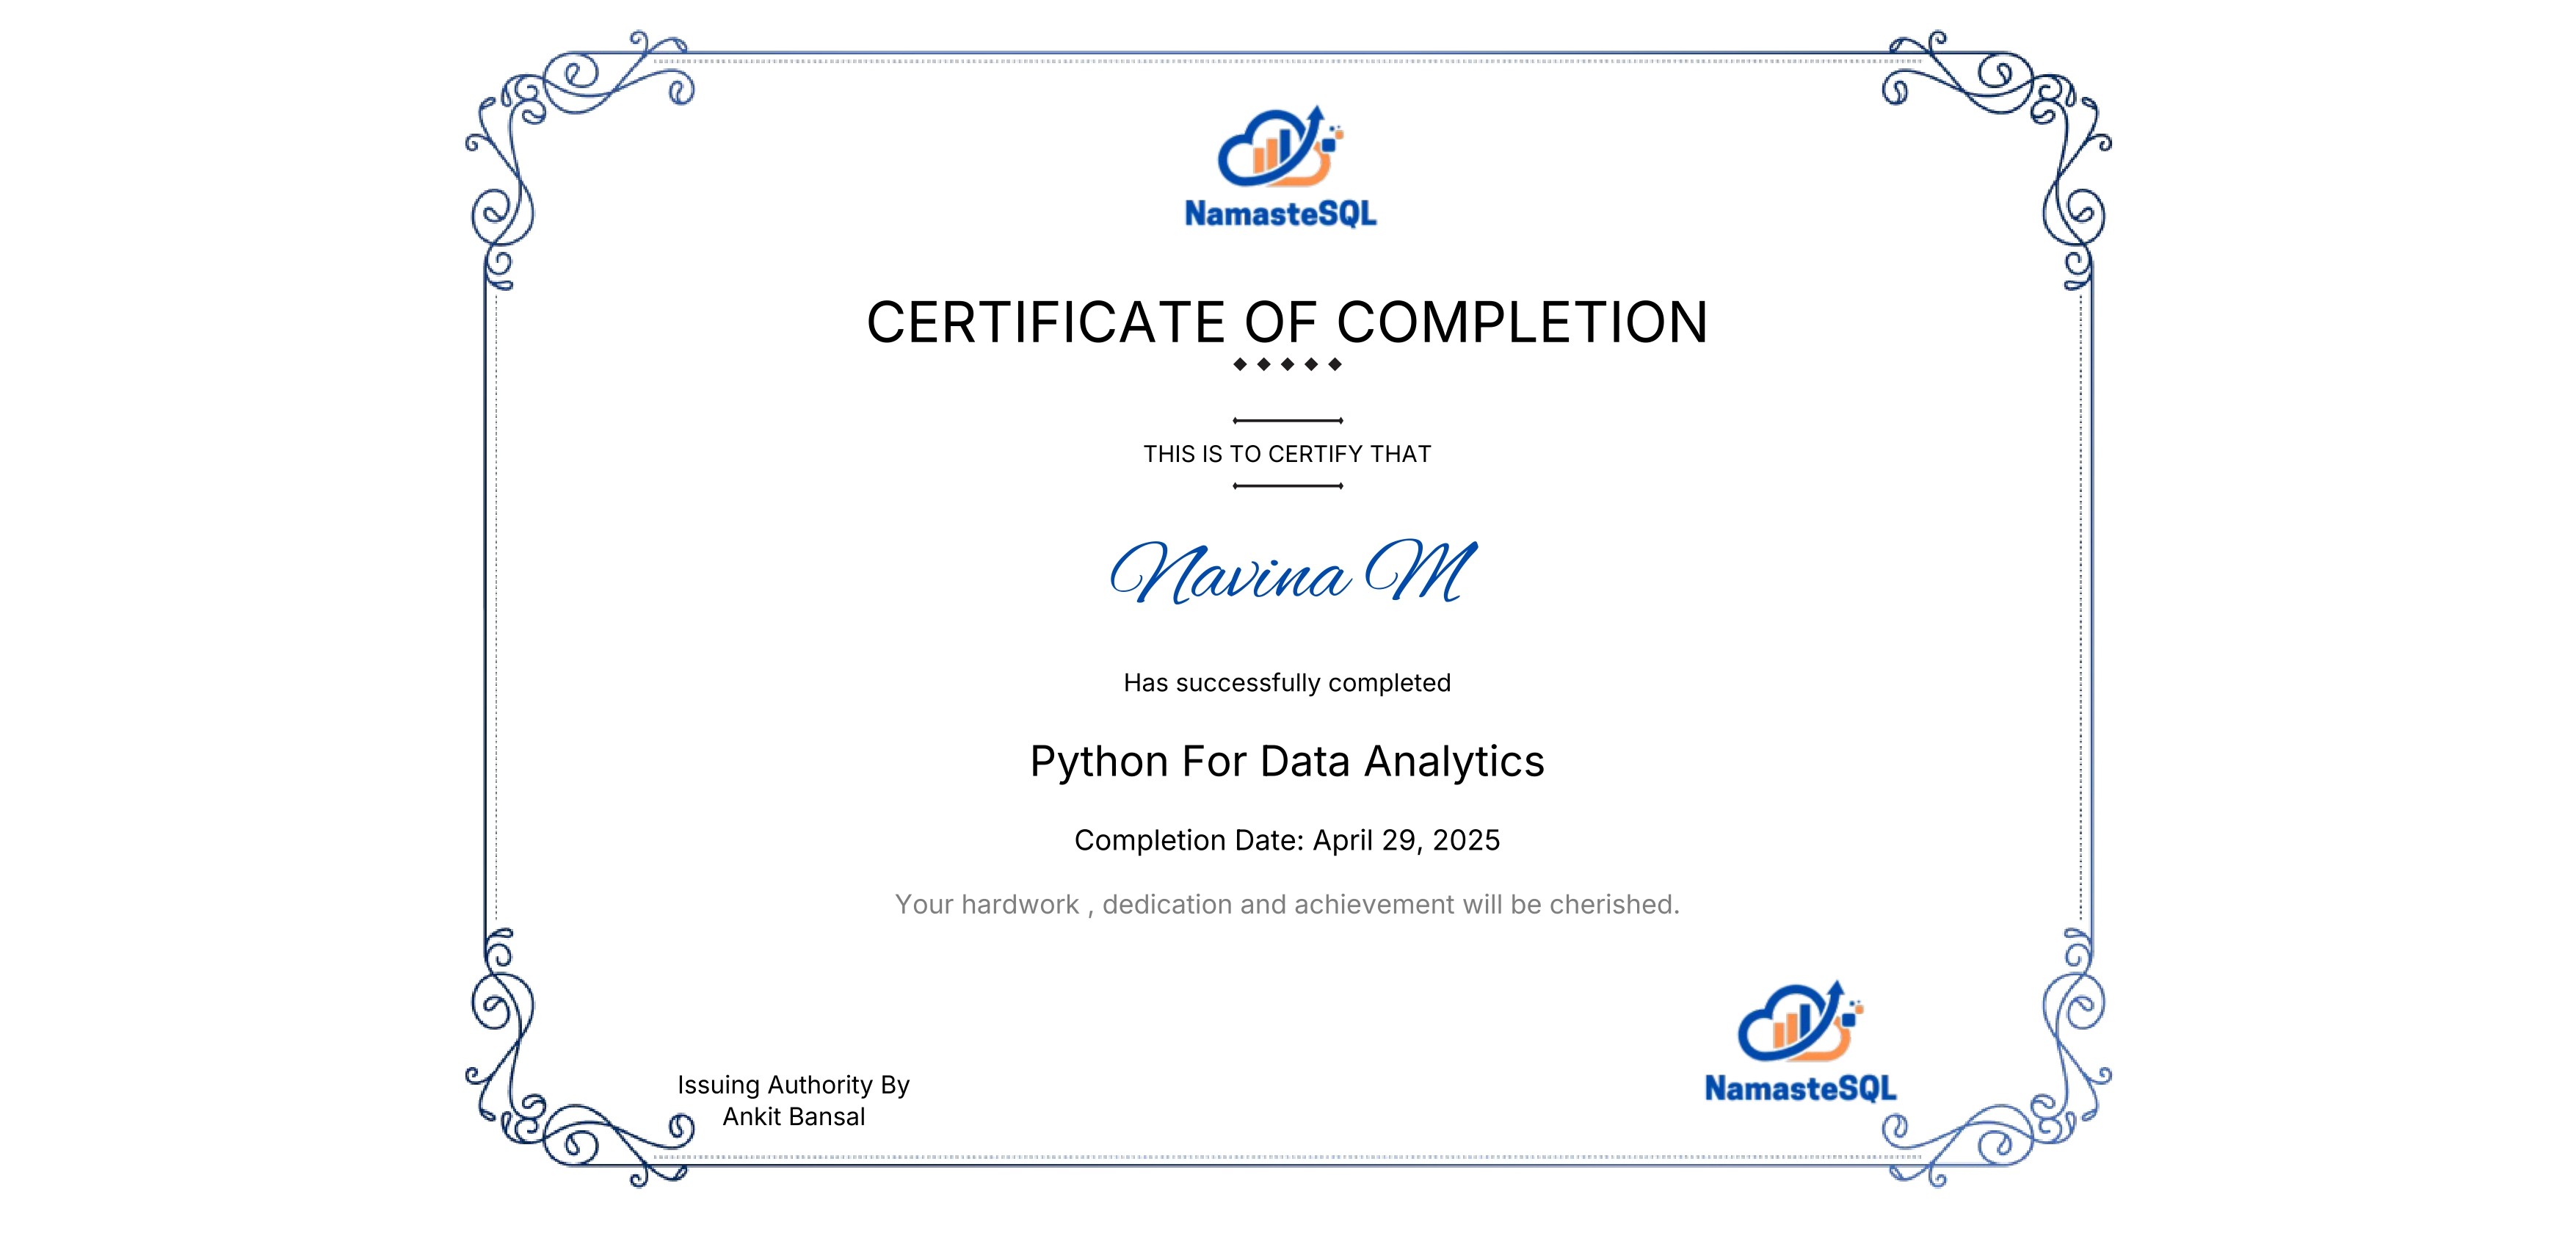 NamasteSQL
CERTIFICATE OF COMPLETION
THIS IS TO CERTIFY THAT
Navina M
Has successfully completed
Python For Data Analytics
Completion Date: April 29, 2025
Your hardwork , dedication and achievement will be cherished.
Issuing Authority By
Ankit Bansal
NamasteSQL